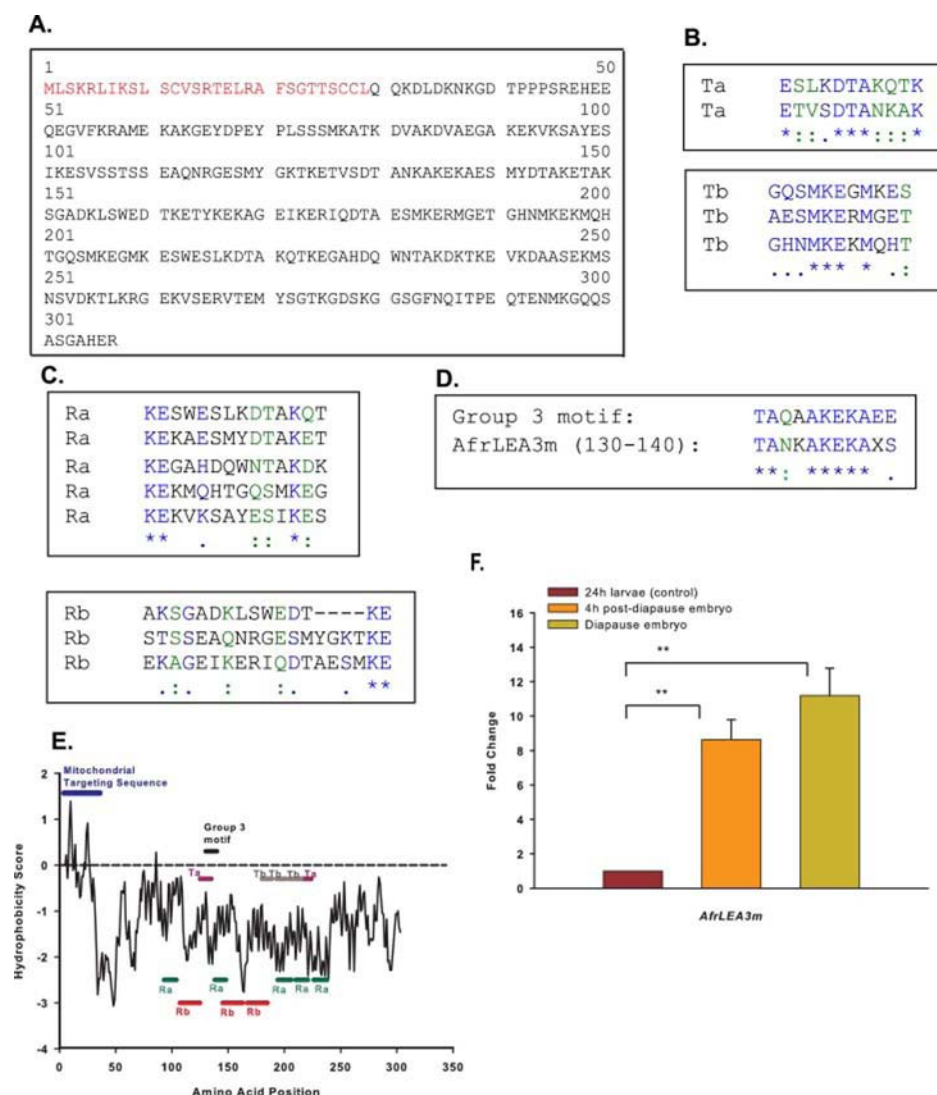 A.
1 50
MLSKRLIKSL SCVSRTELRA FSGTTSCCLQ QKDLDKNKGD TPPPSREHEE
51 100
QEGVFKRAME KAKGEYDPEY PLSSSMKATK DVAKDVAEGA KEKVKSAYES
101 150
IKESVSSTSS EAQNRGESMY GKTKETVSDT ANKAKEKAES MYDTAKETAK
151 200
SGADKLSWED TKETYKEKAG EIKERIQDTA ESMKERMGET GHNMKEKMQH
201 250
TGQSMKEGMK ESWESLKDTA KQTKEGAHDQ WNTAKDKTKE VKDAASEKMS
251 300
NSVDKTLKRG EKVSERVTEM YSGTKGDSKG GSGFNQITPE QTENMKGQQS
301
ASGAHER
B.
Ta ESLKDTAKQTK
Ta ETVSDTANKAK
*::.***:::*
Tb GQSMKEGMKES
Tb AESMKERMGET
Tb GHNMKEKMQHT
...*** * .:
C.
Ra KESWESLKDTAKQT
Ra KEKAESMYDTAKET
Ra KEGAHDQWNTAKDK
Ra KEKMQHTGQSMKEG
Ra KEKVKSAYESIKES
** . :: *:
Rb AKSGADKLSWEDT----KE
Rb STSSEAQNRGESMYGKTKE
Rb EKAGEIKERIQDTAESMKE
.:. : :. . **
D.
Group 3 motif: TAQAAKEKAEE
AfrLEA3m (130-140): TANKAKEKAXS
**: ***** .
E.
Mitochondrial
Targeting Sequence
Group 3
motif
Ta Tb Tb Tb Ta
Ra Ra Ra Ra Ra
Rb Rb Rb
2
1
0
-1
-2
-3
-4
Hydrophobicity Score
0 50 100 150 200 250 300 350
Amino Acid Position
F.
24h larvae (control)
4h post-diapause embryo
Diapause embryo
16
14
12
10
8
6
4
2
0
Fold Change
**
**
AfrLEA3m